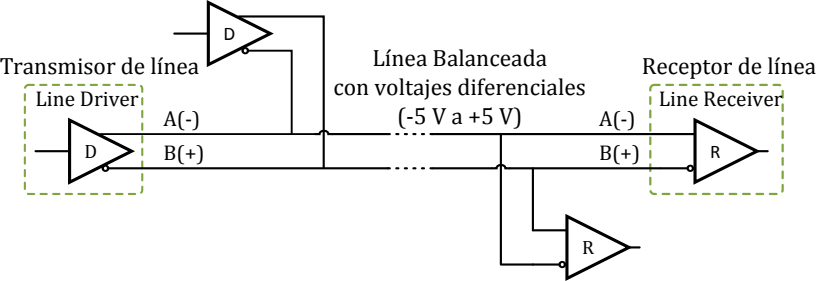 D
Transmisor de línea
Line Driver
D
A(-)
B(+)
Línea Balanceada
con voltajes diferenciales
(-5 V a +5 V)
Receptor de línea
Line Receiver
A(-)
B(+)
R
R